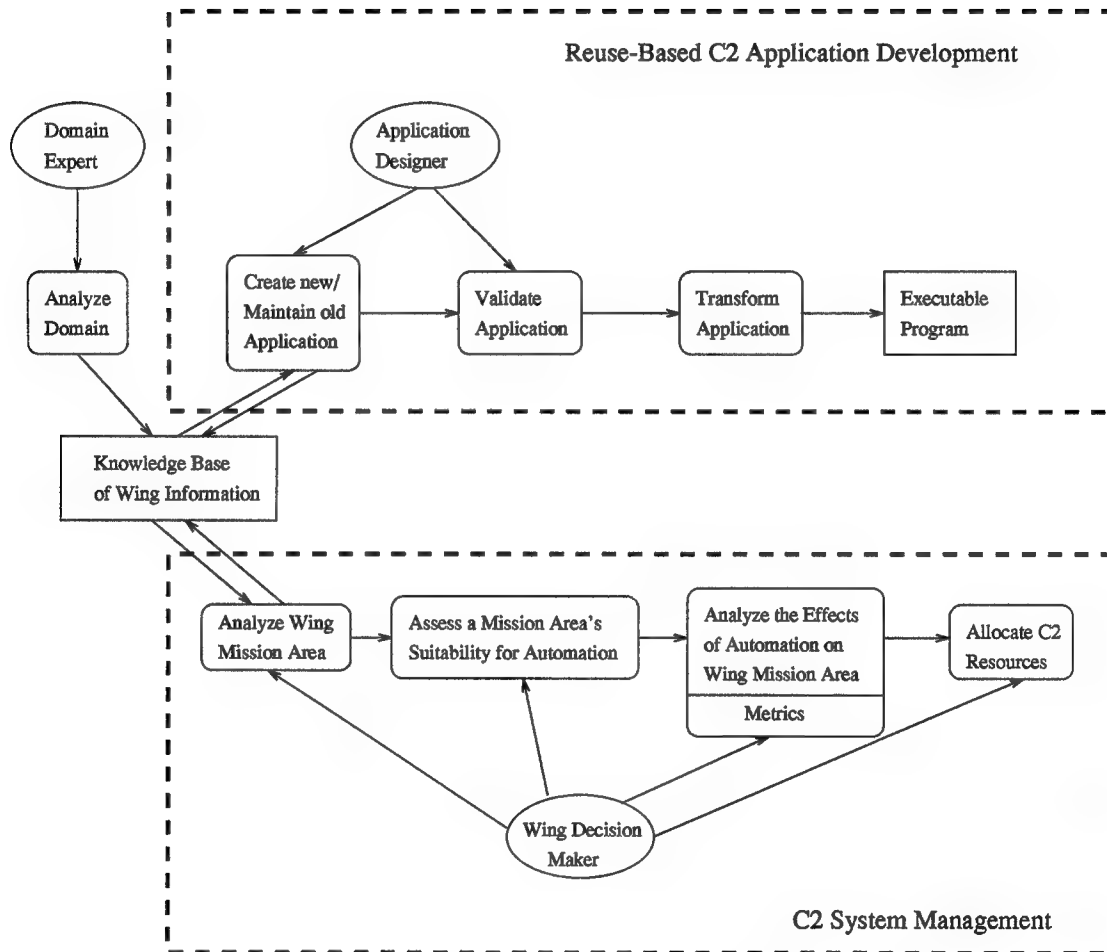 Reuse-Based C2 Application Development
Domain
Expert
Application
Designer
Analyze
Domain
Create new/
Maintain old
Application
Validate
Application
Transform
Application
Executable
Program
Knowledge Base
of Wing Information
Analyze Wing
Mission Area
Assess a Mission Area's
Suitability for Automation
Analyze the Effects
of Automation on
Wing Mission Area
Metrics
Allocate C2
Resources
Wing Decision
Maker
C2 System Management